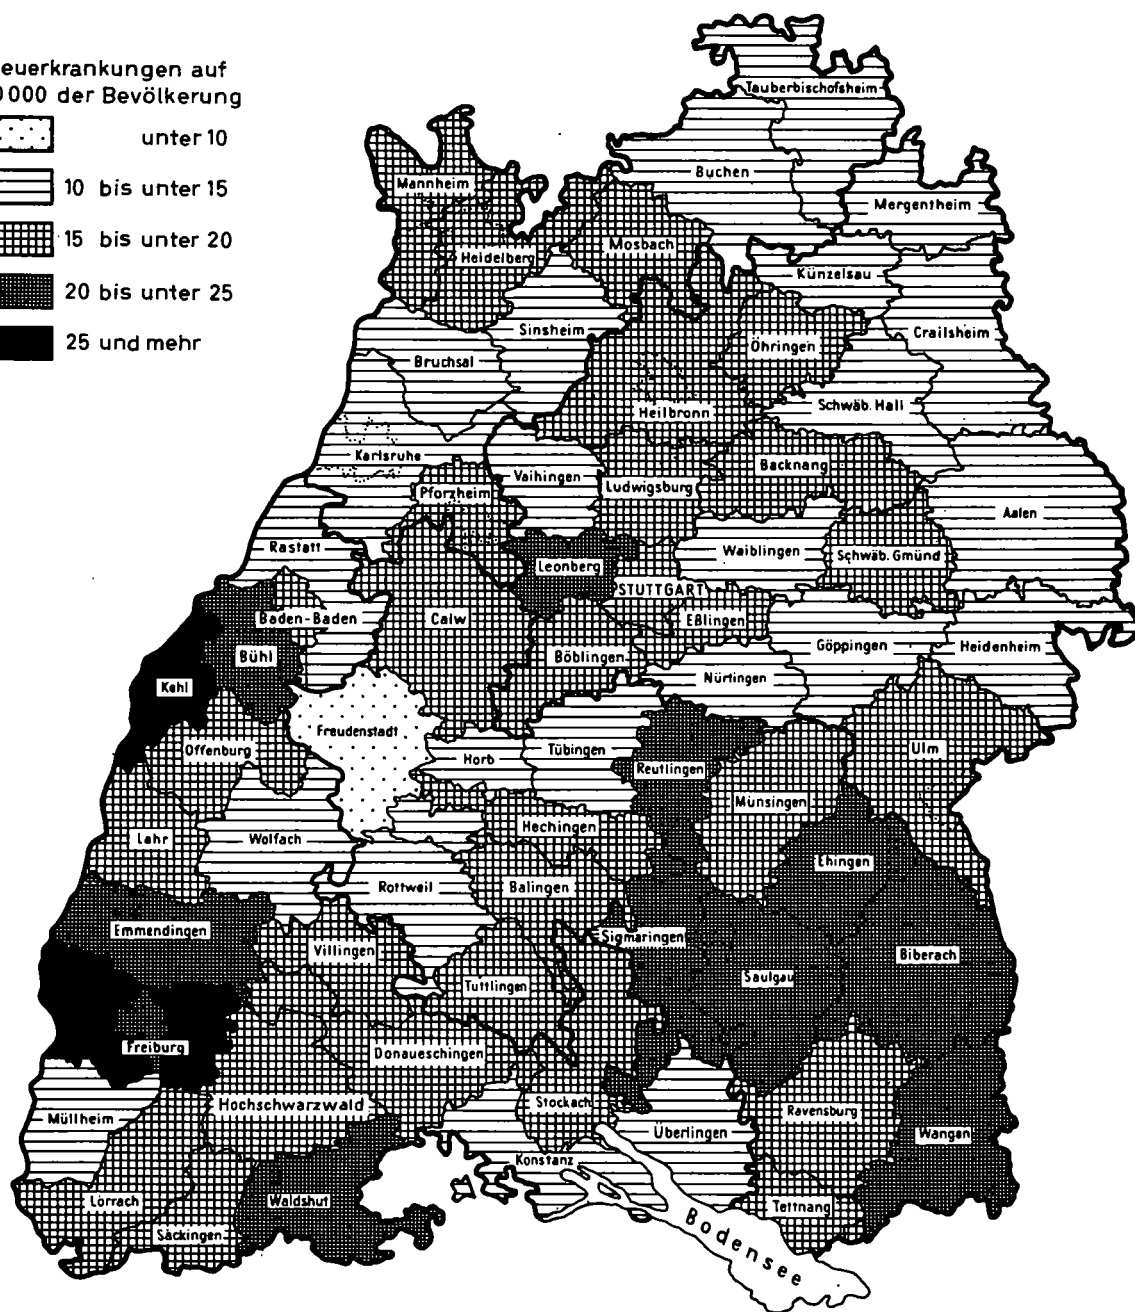 euerkrankungen auf
0000 der Bevölkerung
unter 10
10 bis unter 15
15 bis unter 20
20 bis unter 25
25 und mehr
Tauberbischofsheim
Buchen
Mannheim
Mergentheim
Mosbach
Heidelberg
Künzelsau
Sinsheim
Crailsheim
Öhringen
Bruchsal
Schwäb. Hall
Heilbronn
Karlsruhe
Backnang
Vaihingen
Ludwigsburg
Pforzheim
Aalen
Rastatt
Waiblingen
Schwäb. Gmünd
Leonberg
STUTTGART
Baden-Baden
Calw
Eßlingen
Göppingen
Heidenheim
Bühl
Böblingen
Nürtingen
Kehl
Freudenstadt
Offenburg
Tübingen
Ulm
Horb
Reutlingen
Münsingen
Hechingen
Lahr
Wolfach
Ehingen
Rottweil
Balingen
Emmendingen
Sigmaringen
Villingen
Biberach
Saulgau
Tuttlingen
Freiburg
Donaueschingen
Stockach
Hochschwarzwald
Ravensburg
Müllheim
Überlingen
Wangen
Konstanz
Lörrach
Waldshut
Tettnang
Säckingen
Bodensee